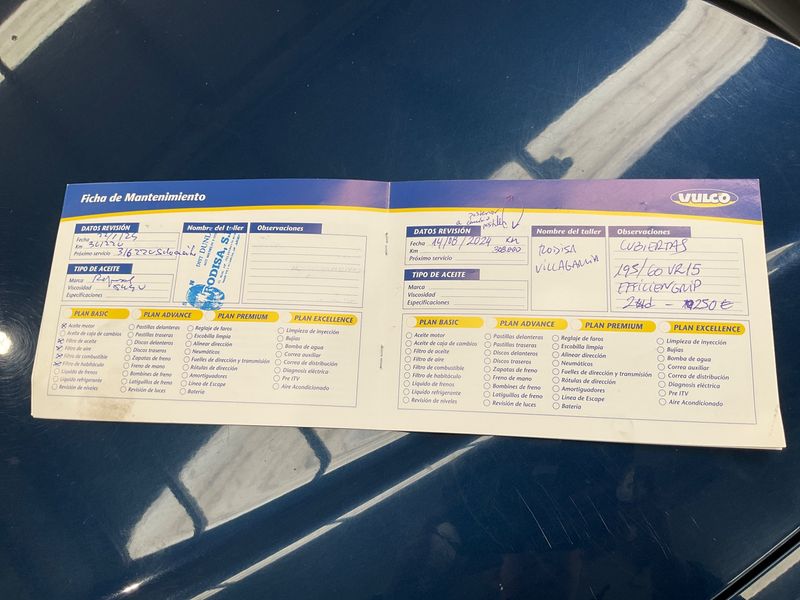 Ficha de Mantenimiento
DATOS REVISIÓN
Fecha
Km
Próximo servicio
Nombre del taller
RODISA, S.
Observaciones
TIPO DE ACEITE
Marca Repsol
Viscosidad
Especificaciones
PLAN BASIC
PLAN ADVANCE
PLAN PREMIUM
PLAN EXCELLENCE
Aceite motor
Aceite de caja de cambios
Filtro de aceite
Filtro de aire
Filtro de combustible
Filtro de habitáculo
Líquido de frenos
Líquido refrigerante
Revisión de niveles
Pastillas delanteras
Pastillas traseras
Discos delanteros
Discos traseros
Zapatas de freno
Freno de mano
Bombines de freno
Latiguillos de freno
Revisión de luces
Reglaje de faros
Escobilla limpia
Alinear dirección
Neumáticos
Fuelles de dirección y transmisión
Rótulas de dirección
Amortiguadores
Línea de Escape
Batería
Limpieza de inyección
Bujías
Bomba de agua
Correa auxiliar
Correa de distribución
Diagnosis eléctrica
Pre ITV
Aire Acondicionado
VULCO
DATOS REVISIÓN
Fecha 14/08/2024
Km
Próximo servicio
Nombre del taller
RODISA
VILLAGARCIA
Observaciones
CUBIERTAS
195/60 VR15
EFFICIENGRIP
250 €
TIPO DE ACEITE
Marca
Viscosidad
Especificaciones
PLAN BASIC
PLAN ADVANCE
PLAN PREMIUM
PLAN EXCELLENCE
Aceite motor
Aceite de caja de cambios
Filtro de aceite
Filtro de aire
Filtro de combustible
Filtro de habitáculo
Líquido de frenos
Líquido refrigerante
Revisión de niveles
Pastillas delanteras
Pastillas traseras
Discos delanteros
Discos traseros
Zapatas de freno
Freno de mano
Bombines de freno
Latiguillos de freno
Revisión de luces
Reglaje de faros
Escobilla limpia
Alinear dirección
Neumáticos
Fuelles de dirección y transmisión
Rótulas de dirección
Amortiguadores
Línea de Escape
Batería
Limpieza de inyección
Bujías
Bomba de agua
Correa auxiliar
Correa de distribución
Diagnosis eléctrica
Pre ITV
Aire Acondicionado